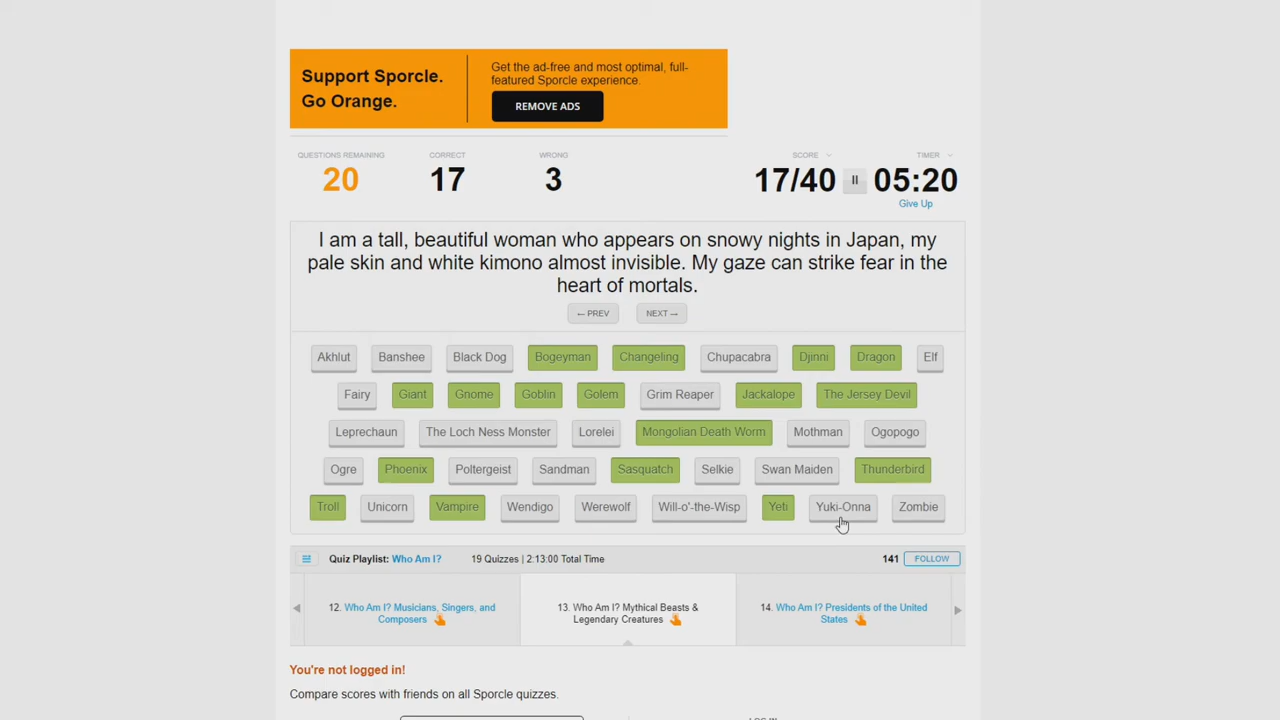 Support Sporcle.
Go Orange.
Get the ad-free and most optimal, full-
featured Sporcle experience.
REMOVE ADS
QUESTIONS REMAINING
20
CORRECT
17
WRONG
3
SCORE
17/40
TIMER
05:20
Give Up
I am a tall, beautiful woman who appears on snowy nights in Japan, my
pale skin and white kimono almost invisible. My gaze can strike fear in the
heart of mortals.
← PREV NEXT →
Akhlut Banshee Black Dog Bogeyman Changeling Chupacabra Djinni Dragon Elf
Fairy Giant Gnome Goblin Golem Grim Reaper Jackalope The Jersey Devil
Leprechaun The Loch Ness Monster Lorelei Mongolian Death Worm Mothman Ogopogo
Ogre Phoenix Poltergeist Sandman Sasquatch Selkie Swan Maiden Thunderbird
Troll Unicorn Vampire Wendigo Werewolf Will-o'-the-Wisp Yeti Yuki-Onna Zombie
Quiz Playlist: Who Am I? 19 Quizzes | 2:13:00 Total Time 141 FOLLOW
12. Who Am I? Musicians, Singers, and
Composers
13. Who Am I? Mythical Beasts &
Legendary Creatures
14. Who Am I? Presidents of the United
States
You're not logged in!
Compare scores with friends on all Sporcle quizzes.